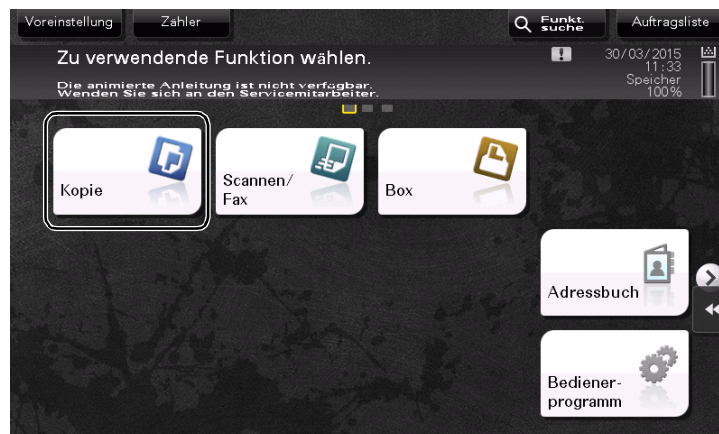 Voreinstellung
Zähler
Funkt.
suche
Auftragsliste
Zu verwendende Funktion wählen.
Die animierte Anleitung ist nicht verfügbar.
Wenden Sie sich an den Servicemitarbeiter.
30/03/2015
11:33
Speicher
100%
Kopie
Scannen/
Fax
Box
Adressbuch
Bediener-
programm